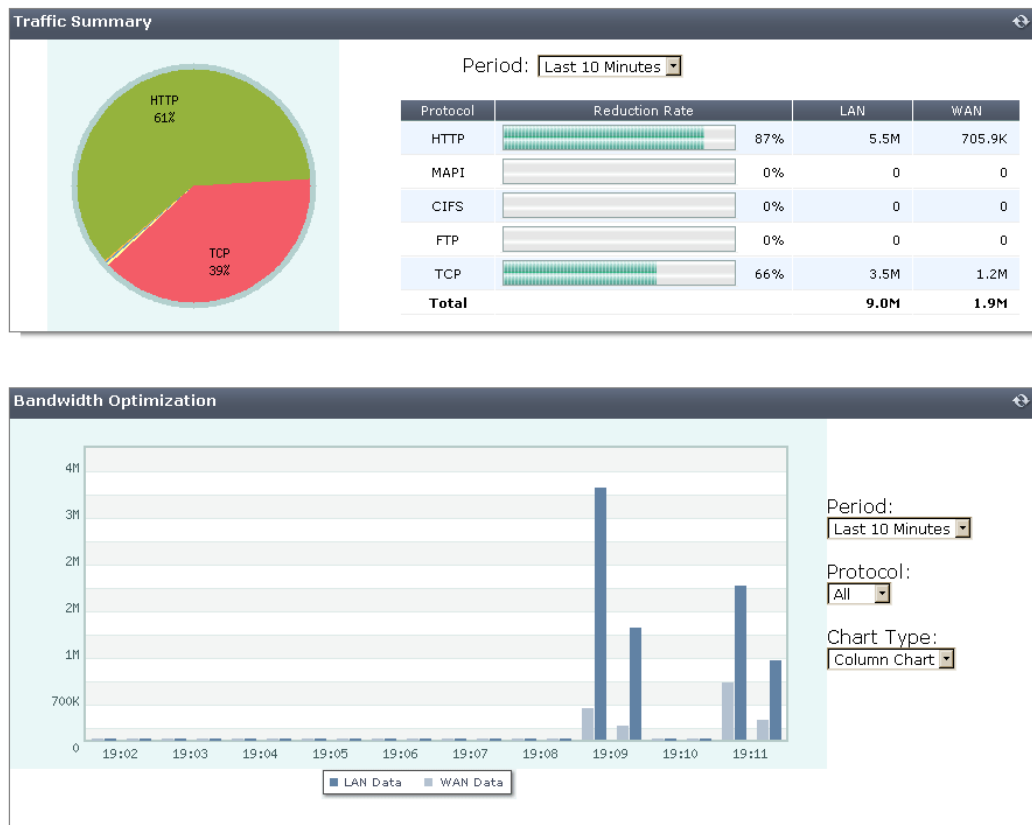 Traffic Summary
HTTP
61%
TCP
39%
Period: Last 10 Minutes
Protocol Reduction Rate LAN WAN
HTTP 87% 5.5M 705.9K
MAPI 0% 0 0
CIFS 0% 0 0
FTP 0% 0 0
TCP 66% 3.5M 1.2M
Total 9.0M 1.9M
Bandwidth Optimization
4M
3M
2M
2M
1M
700K
0
19:02 19:03 19:04 19:05 19:06 19:07 19:08 19:09 19:10 19:11
LAN Data WAN Data
Period:
Last 10 Minutes
Protocol:
All
Chart Type:
Column Chart